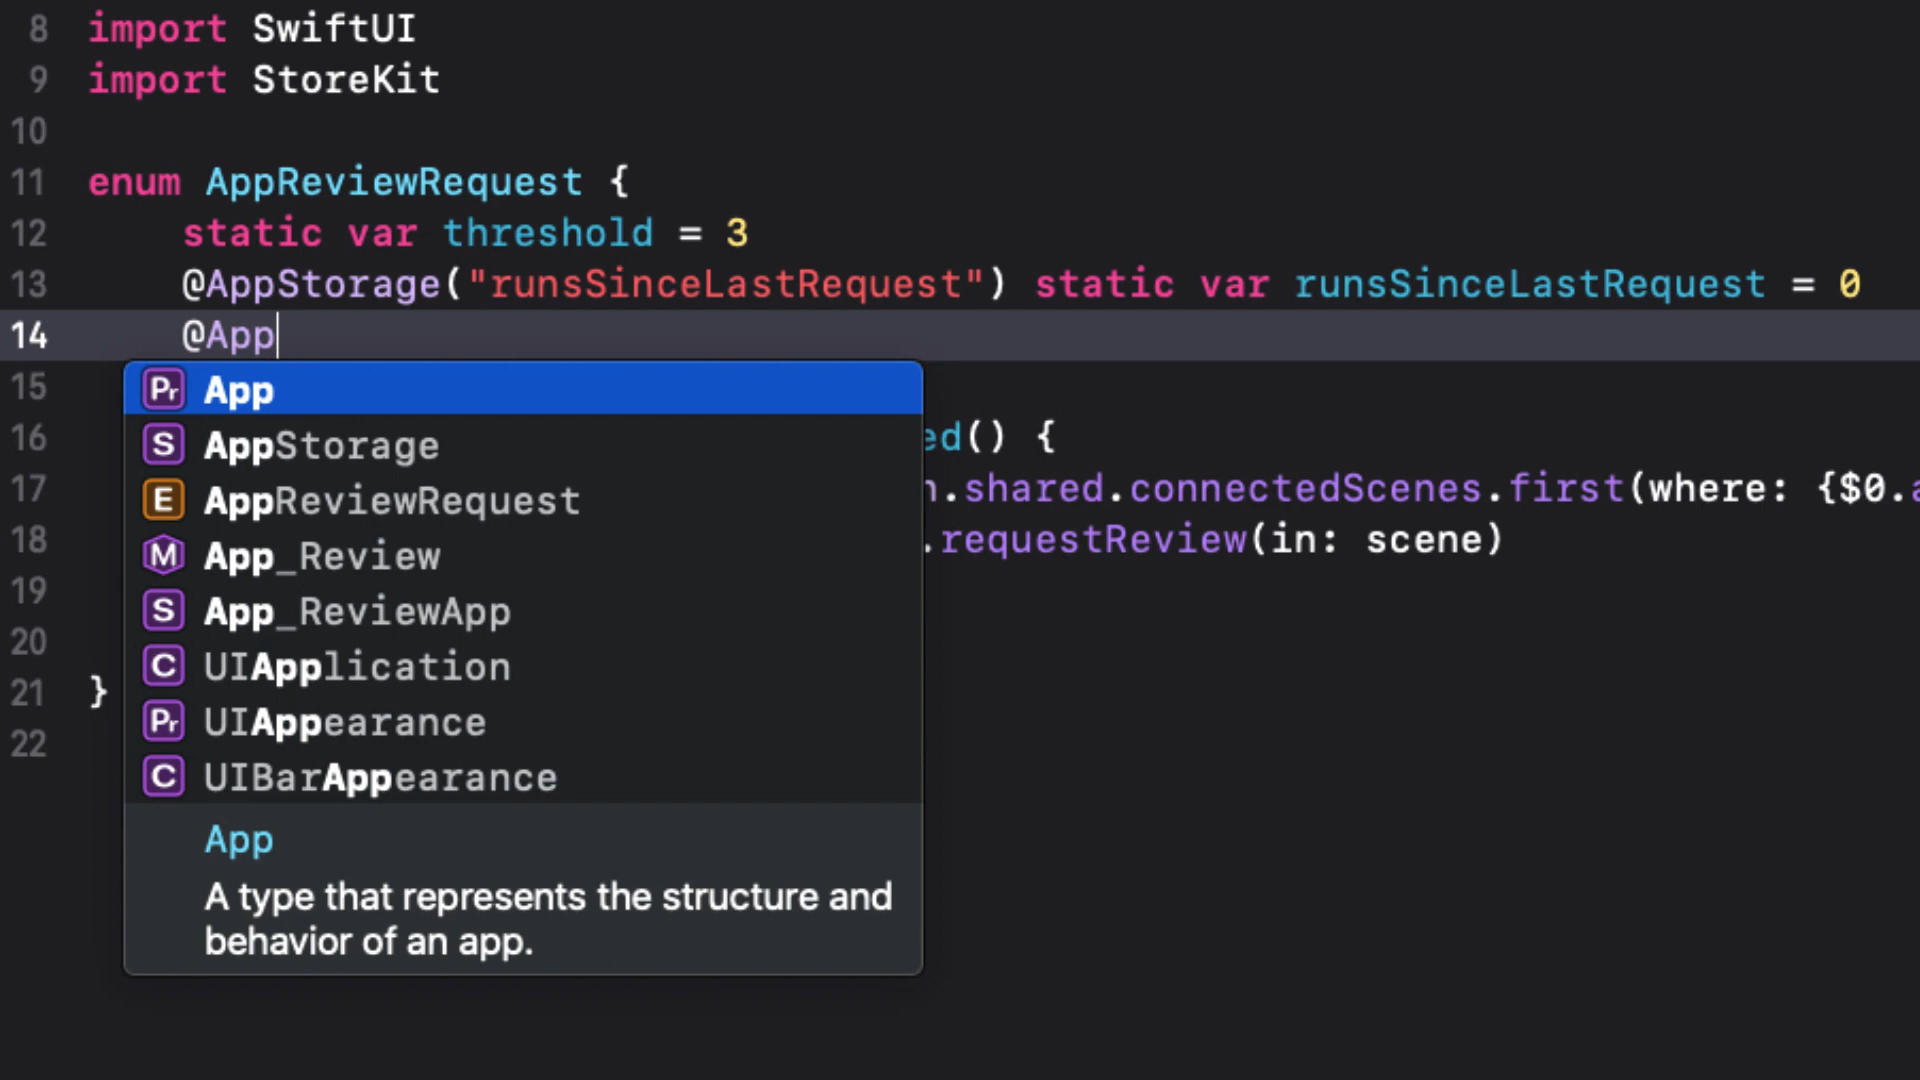 8 import SwiftUI
9 import StoreKit
10
11 enum AppReviewRequest {
12 static var threshold = 3
13 @AppStorage("runsSinceLastRequest") static var runsSinceLastRequest = 0
14 @App
15
Pr App
16 ed() {
S AppStorage
17 .shared.connectedScenes.first(where: {$0.
E AppReviewRequest
18 .requestReview(in: scene)
M App_Review
19
S App_ReviewApp
20
C UIApplication
21 }
Pr UIAppearance
22
C UIBarAppearance
App
A type that represents the structure and
behavior of an app.